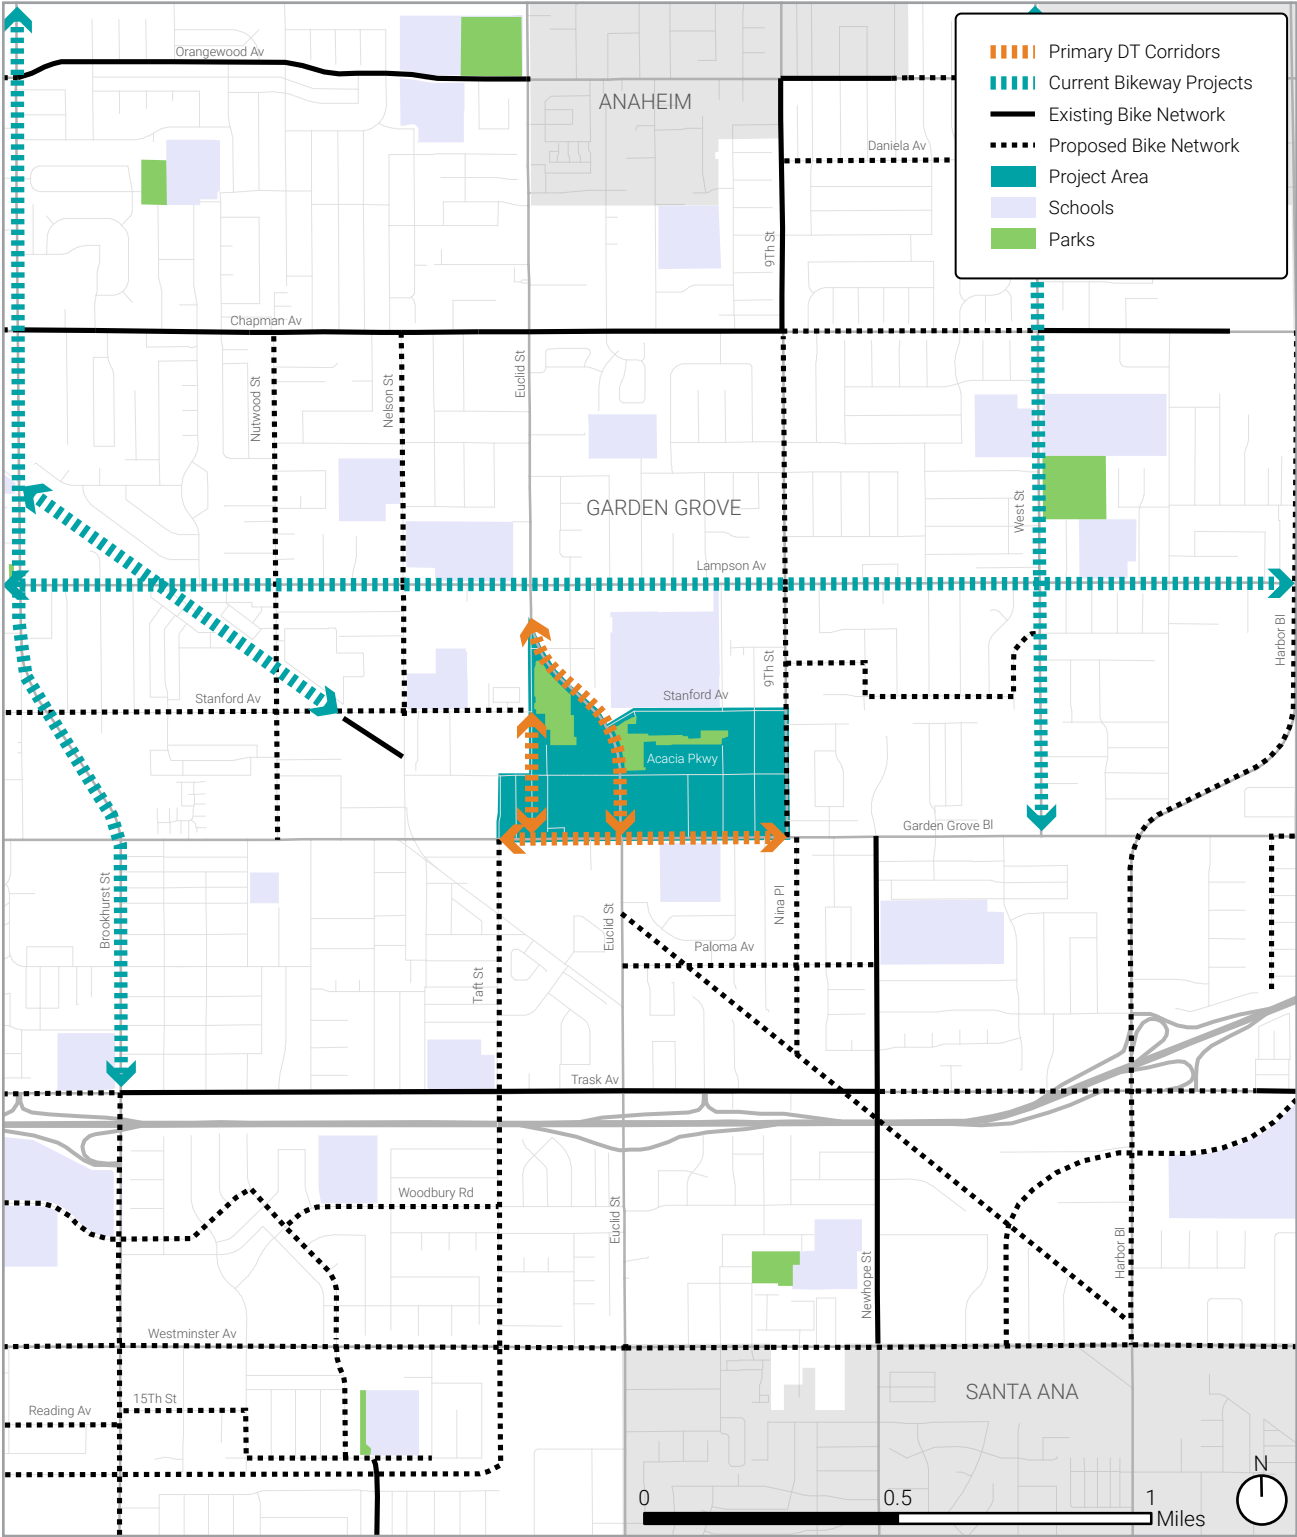 Orangewood Av
ANAHEIM
Primary DT Corridors
Current Bikeway Projects
Existing Bike Network
Proposed Bike Network
Project Area
Schools
Parks
Daniela Av
9Th St
Chapman Av
Euclid St
Nutwood St
Nelson St
GARDEN GROVE
West St
Lampson Av
Harbor Bl
9Th St
Stanford Av
Stanford Av
Acacia Pkwy
Garden Grove Bl
Brookhurst St
Nina Pl
Euclid St
Paloma Av
Taft St
Trask Av
Woodbury Rd
Euclid St
Newhope St
Harbor Bl
Westminster Av
SANTA ANA
15Th St
Reading Av
N
0
0.5
1
Miles